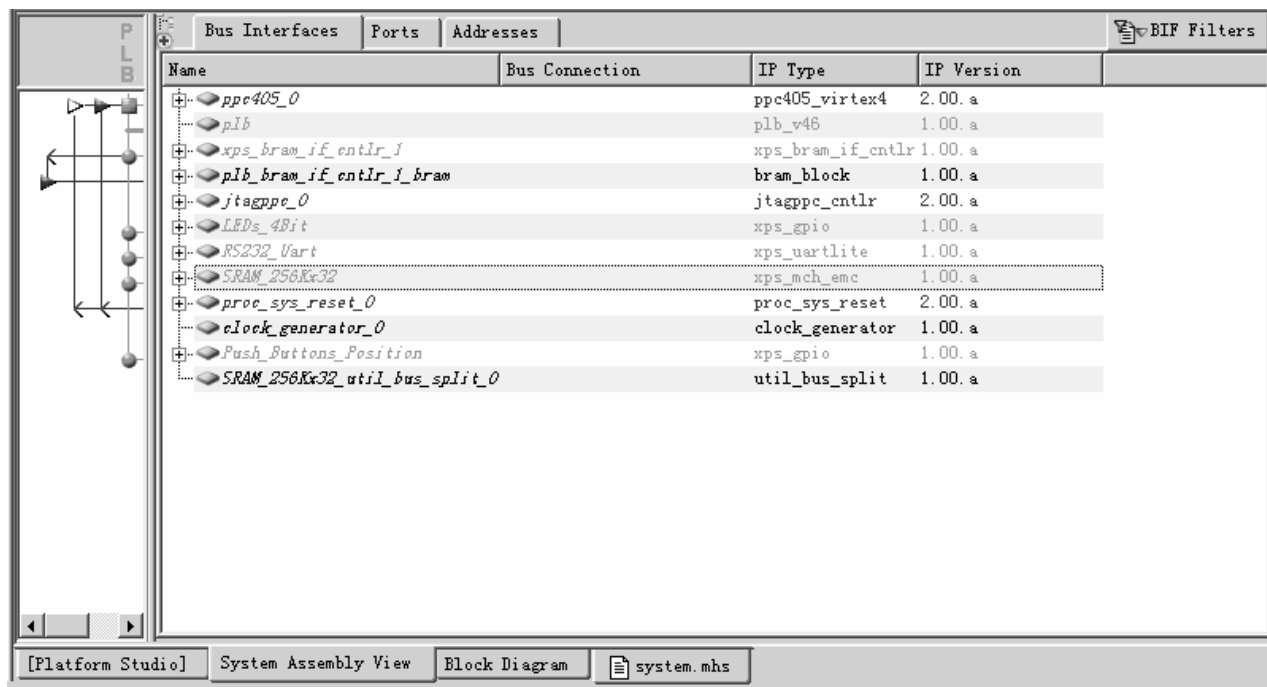 P
L
B
Bus Interfaces Ports Addresses BIF Filters
Name Bus Connection IP Type IP Version
ppc405_0 ppc405_virtex4 2.00.a
plb plb_v46 1.00.a
xps_bram_if_cntlr_1 xps_bram_if_cntlr 1.00.a
plb_bram_if_cntlr_1_bram bram_block 1.00.a
jtagppc_0 jtagppc_cntlr 2.00.a
LEDs_4Bit xps_gpio 1.00.a
RS232_Uart xps_uartlite 1.00.a
SRAM_256Kx32 xps_mch_emc 1.00.a
proc_sys_reset_0 proc_sys_reset 2.00.a
clock_generator_0 clock_generator 1.00.a
Push_Buttons_Position xps_gpio 1.00.a
SRAM_256Kx32_util_bus_split_0 util_bus_split 1.00.a
[Platform Studio] System Assembly View Block Diagram system.mhs